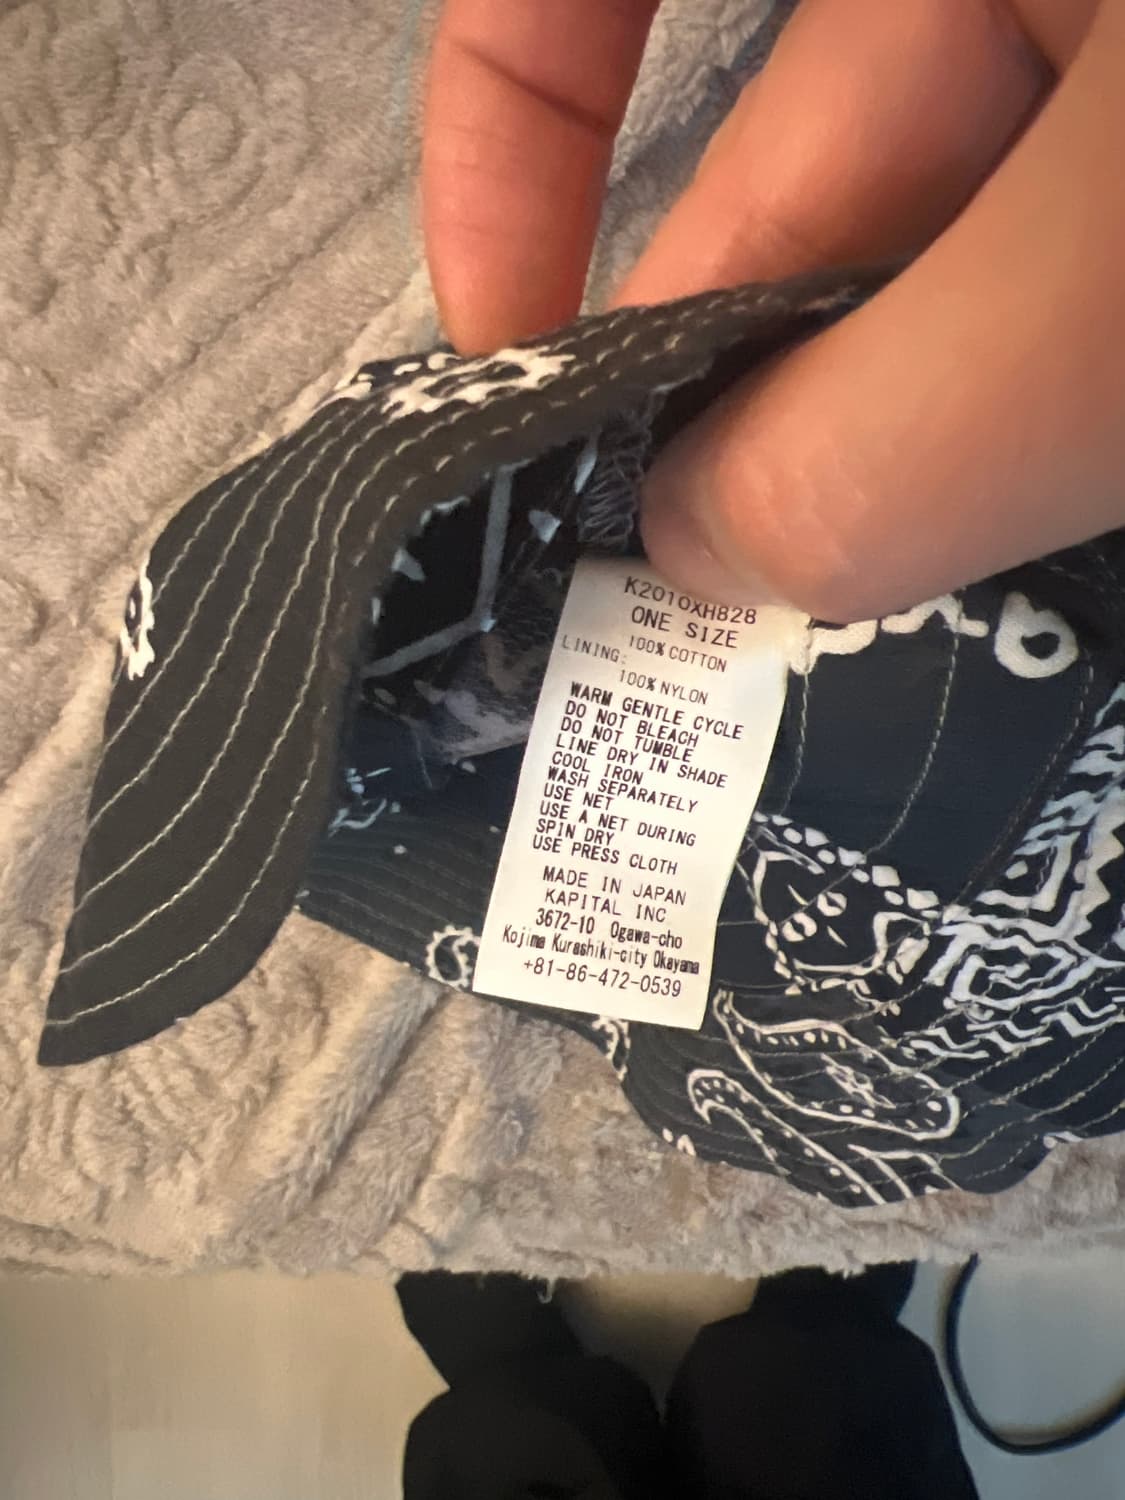 K2010XH828
ONE SIZE
100% COTTON
LINING:
100% NYLON
WARM GENTLE CYCLE
DO NOT BLEACH
DO NOT TUMBLE
LINE DRY IN SHADE
COOL IRON
WASH SEPARATELY
USE NET
USE A NET DURING
SPIN DRY
USE PRESS CLOTH
MADE IN JAPAN
KAPITAL INC
3672-10 Ogawa-cho
Kojima Kurashiki-city Okayama
+81-86-472-0539